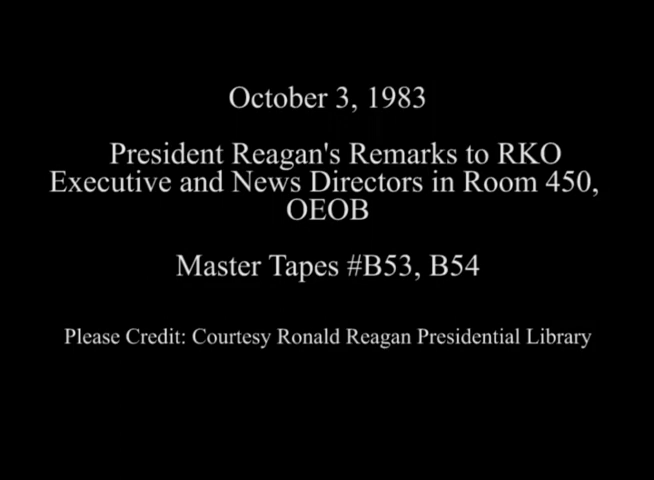 October 3, 1983
President Reagan's Remarks to RKO
Executive and News Directors in Room 450,
OEOB
Master Tapes #B53, B54
Please Credit: Courtesy Ronald Reagan Presidential Library